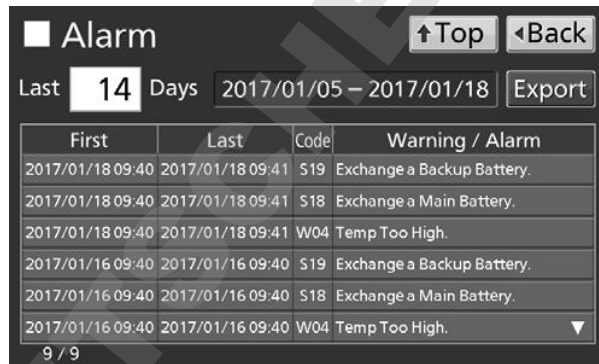 Alarm ↑Top ◂Back
Last 14 Days 2017/01/05 – 2017/01/18 Export
First Last Code Warning / Alarm
2017/01/18 09:40 2017/01/18 09:41 S19 Exchange a Backup Battery.
2017/01/18 09:40 2017/01/18 09:41 S18 Exchange a Main Battery.
2017/01/18 09:40 2017/01/18 09:41 W04 Temp Too High.
2017/01/16 09:40 2017/01/16 09:40 S19 Exchange a Backup Battery.
2017/01/16 09:40 2017/01/16 09:40 S18 Exchange a Main Battery.
2017/01/16 09:40 2017/01/16 09:40 W04 Temp Too High. ▼
9 / 9